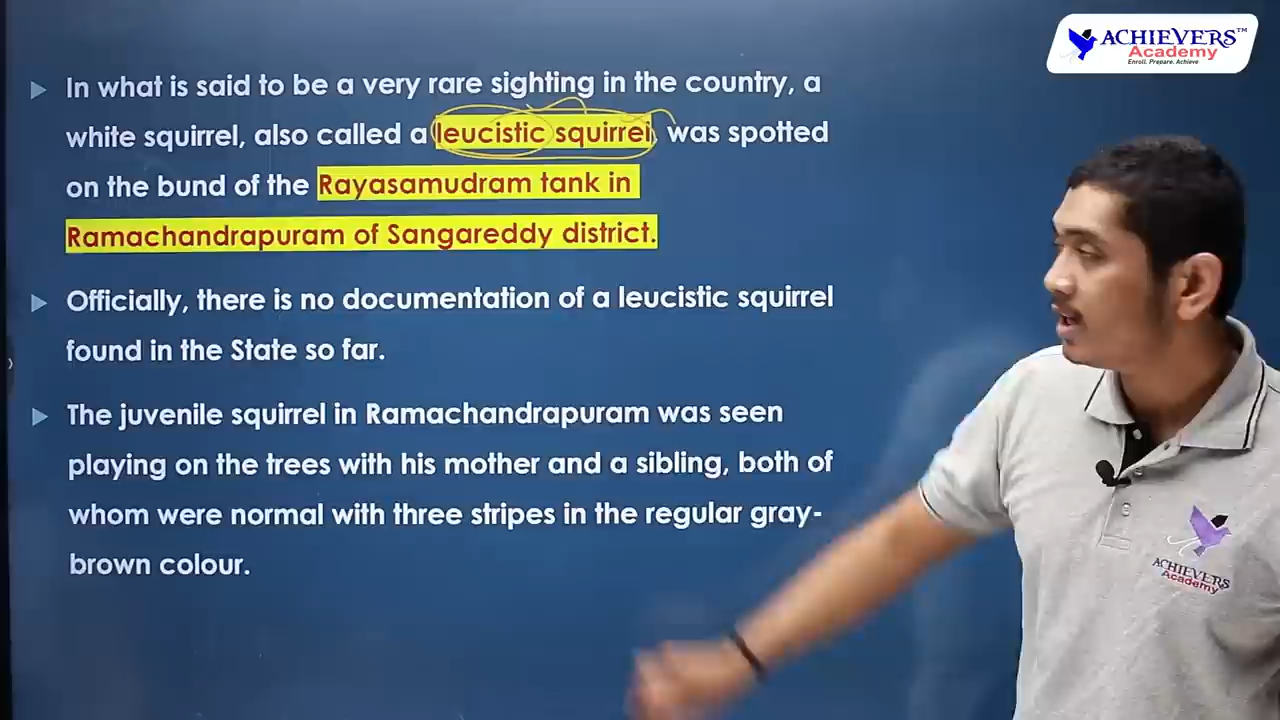 ACHIEVERS™
Academy
Enroll. Prepare. Achieve
In what is said to be a very rare sighting in the country, a
white squirrel, also called a leucistic squirrel, was spotted
on the bund of the Rayasamudram tank in
Ramachandrapuram of Sangareddy district.
Officially, there is no documentation of a leucistic squirrel
found in the State so far.
The juvenile squirrel in Ramachandrapuram was seen
playing on the trees with his mother and a sibling, both of
whom were normal with three stripes in the regular gray-
brown colour.
ACHIEVERS
Academy